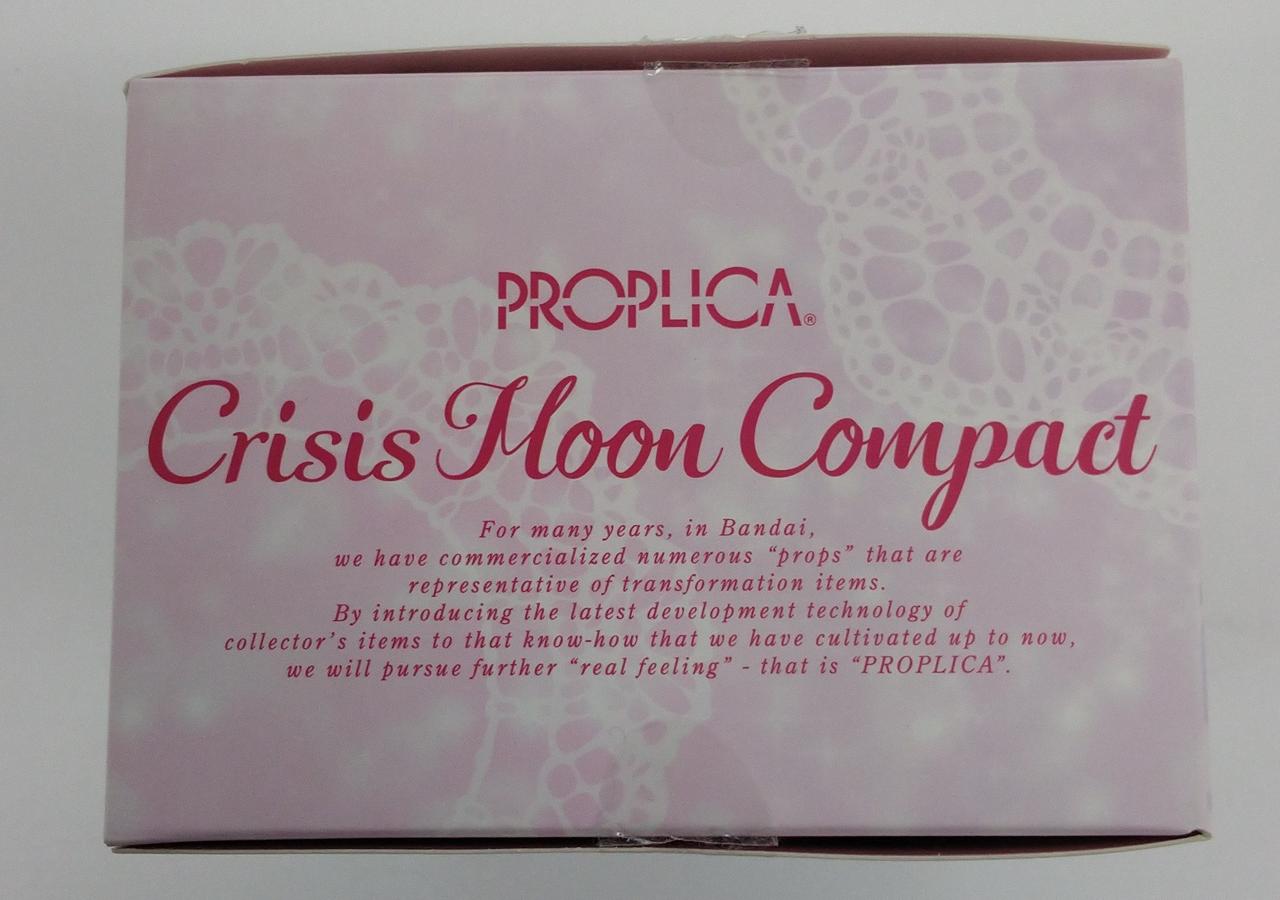 PROPLICA®
Crisis Moon Compact
For many years, in Bandai,
we have commercialized numerous “props” that are
representative of transformation items.
By introducing the latest development technology of
collector’s items to that know-how that we have cultivated up to now,
we will pursue further “real feeling” - that is “PROPLICA”.